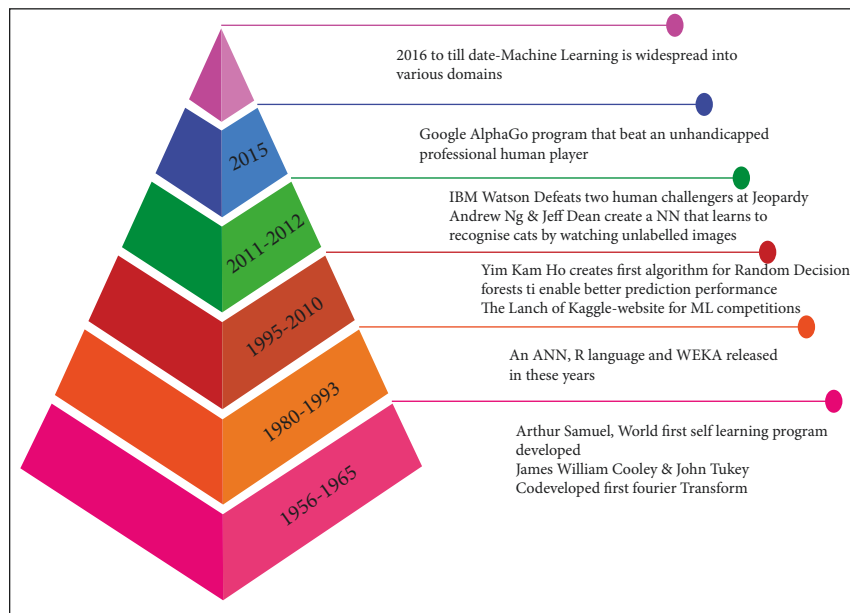 2016 to till date-Machine Learning is widespread into
various domains
2015
Google AlphaGo program that beat an unhandicapped
professional human player
2011-2012
IBM Watson Defeats two human challengers at Jeopardy
Andrew Ng & Jeff Dean create a NN that learns to
recognise cats by watching unlabelled images
1995-2010
Yim Kam Ho creates first algorithm for Random Decision
forests ti enable better prediction performance
The Lanch of Kaggle-website for ML competitions
1980-1993
An ANN, R language and WEKA released
in these years
1956-1965
Arthur Samuel, World first self learning program
developed
James William Cooley & John Tukey
Codeveloped first fourier Transform